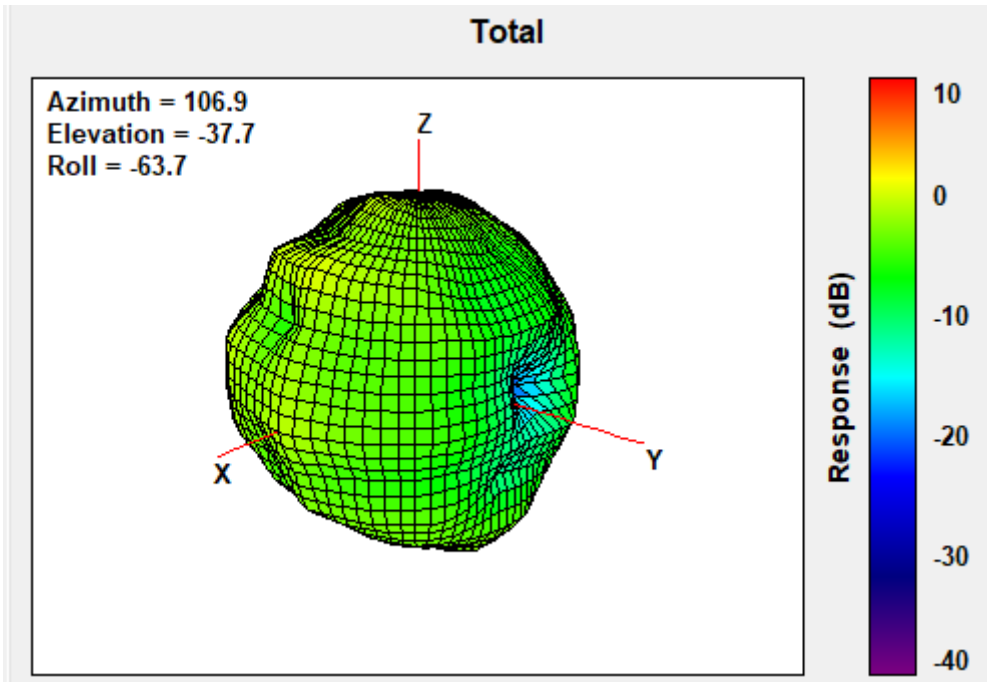 Total
Azimuth = 106.9
Elevation = -37.7
Roll = -63.7
Z
X
Y
10
0
-10
-20
-30
-40
Response (dB)